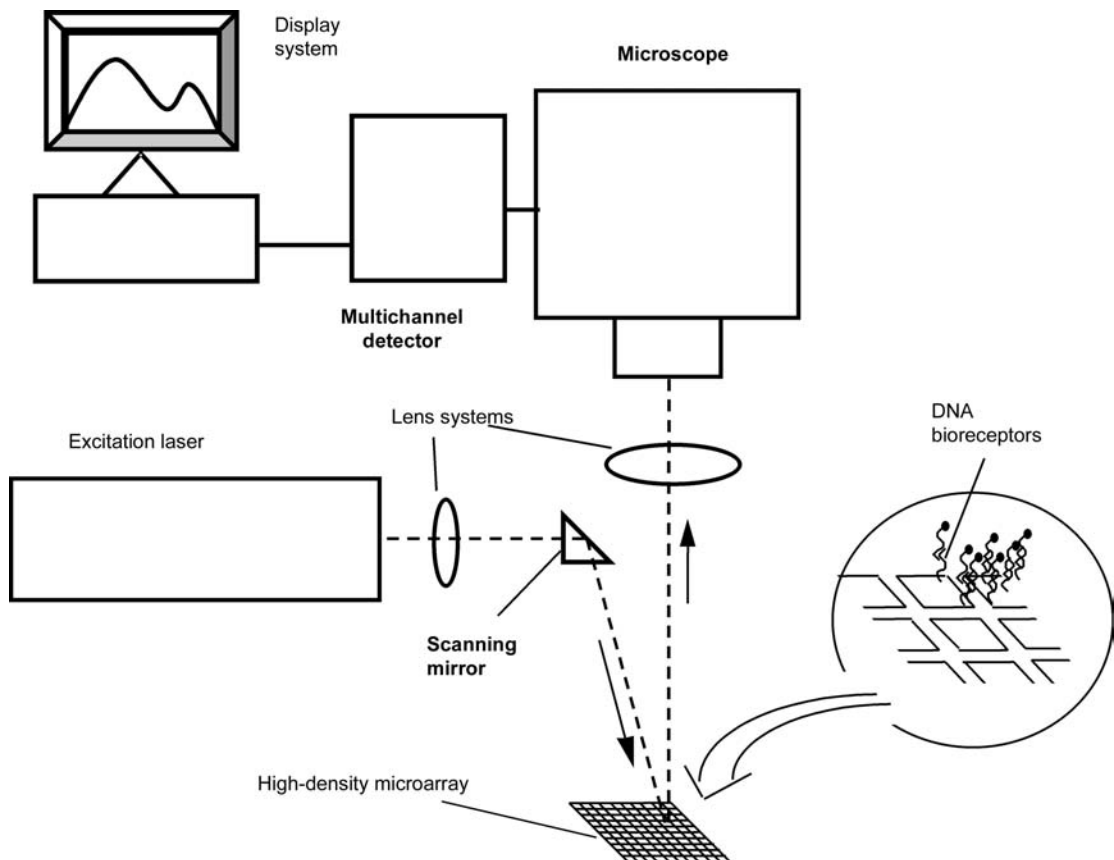 Display
system
Microscope
Multichannel
detector
Lens systems
Excitation laser
DNA
bioreceptors
Scanning
mirror
High-density microarray